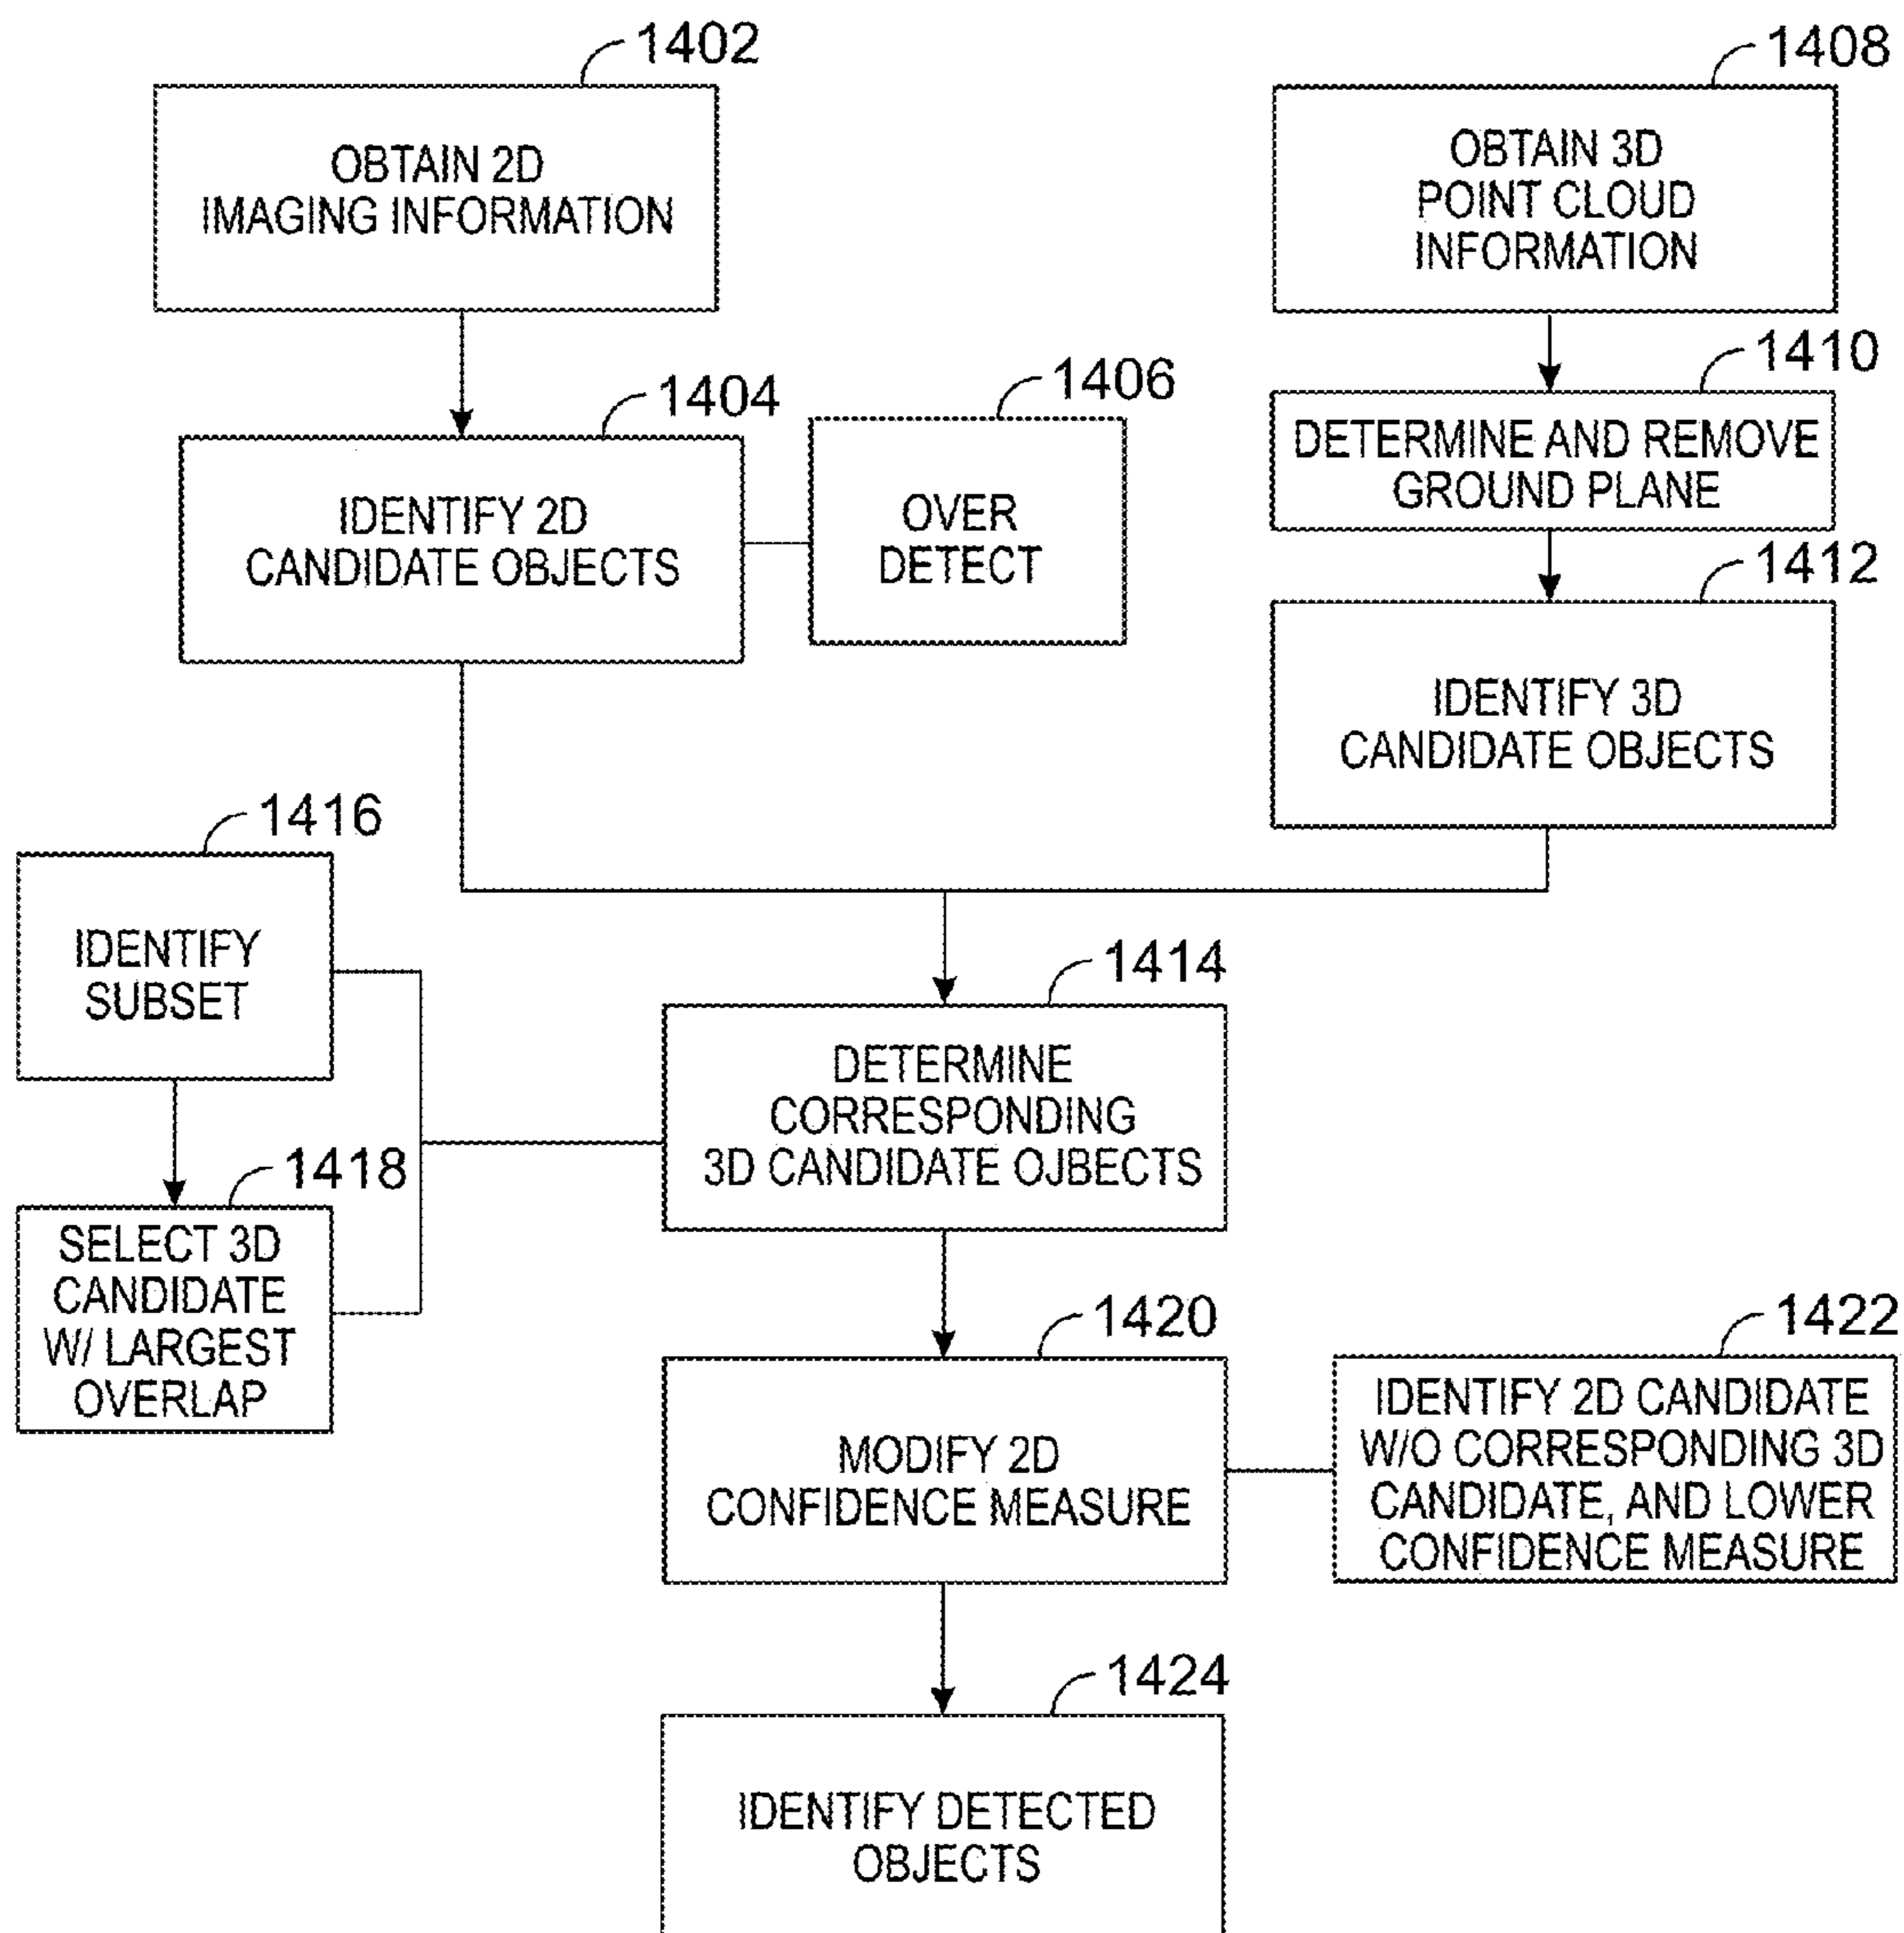 1402
OBTAIN 2D
IMAGING INFORMATION
1408
OBTAIN 3D
POINT CLOUD
INFORMATION
1404
IDENTIFY 2D
CANDIDATE OBJECTS
1406
OVER
DETECT
1410
DETERMINE AND REMOVE
GROUND PLANE
1412
IDENTIFY 3D
CANDIDATE OBJECTS
1416
IDENTIFY
SUBSET
1414
DETERMINE
CORRESPONDING
3D CANDIDATE OJBECTS
1418
SELECT 3D
CANDIDATE
W/ LARGEST
OVERLAP
1420
MODIFY 2D
CONFIDENCE MEASURE
1422
IDENTIFY 2D CANDIDATE
W/O CORRESPONDING 3D
CANDIDATE, AND LOWER
CONFIDENCE MEASURE
1424
IDENTIFY DETECTED
OBJECTS